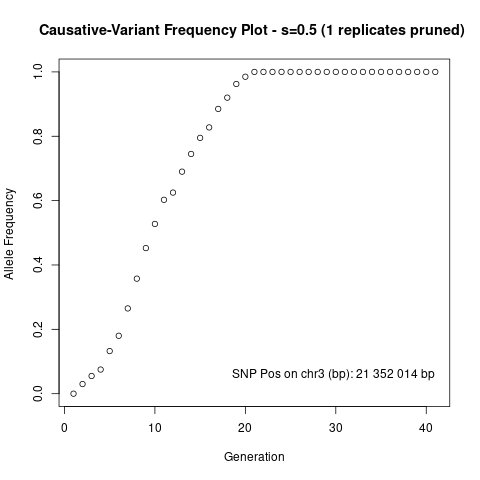 Causative-Variant Frequency Plot - s=0.5 (1 replicates pruned)
Allele Frequency
1.0
0.8
0.6
0.4
0.2
0.0
SNP Pos on chr3 (bp): 21 352 014 bp
0 10 20 30 40
Generation